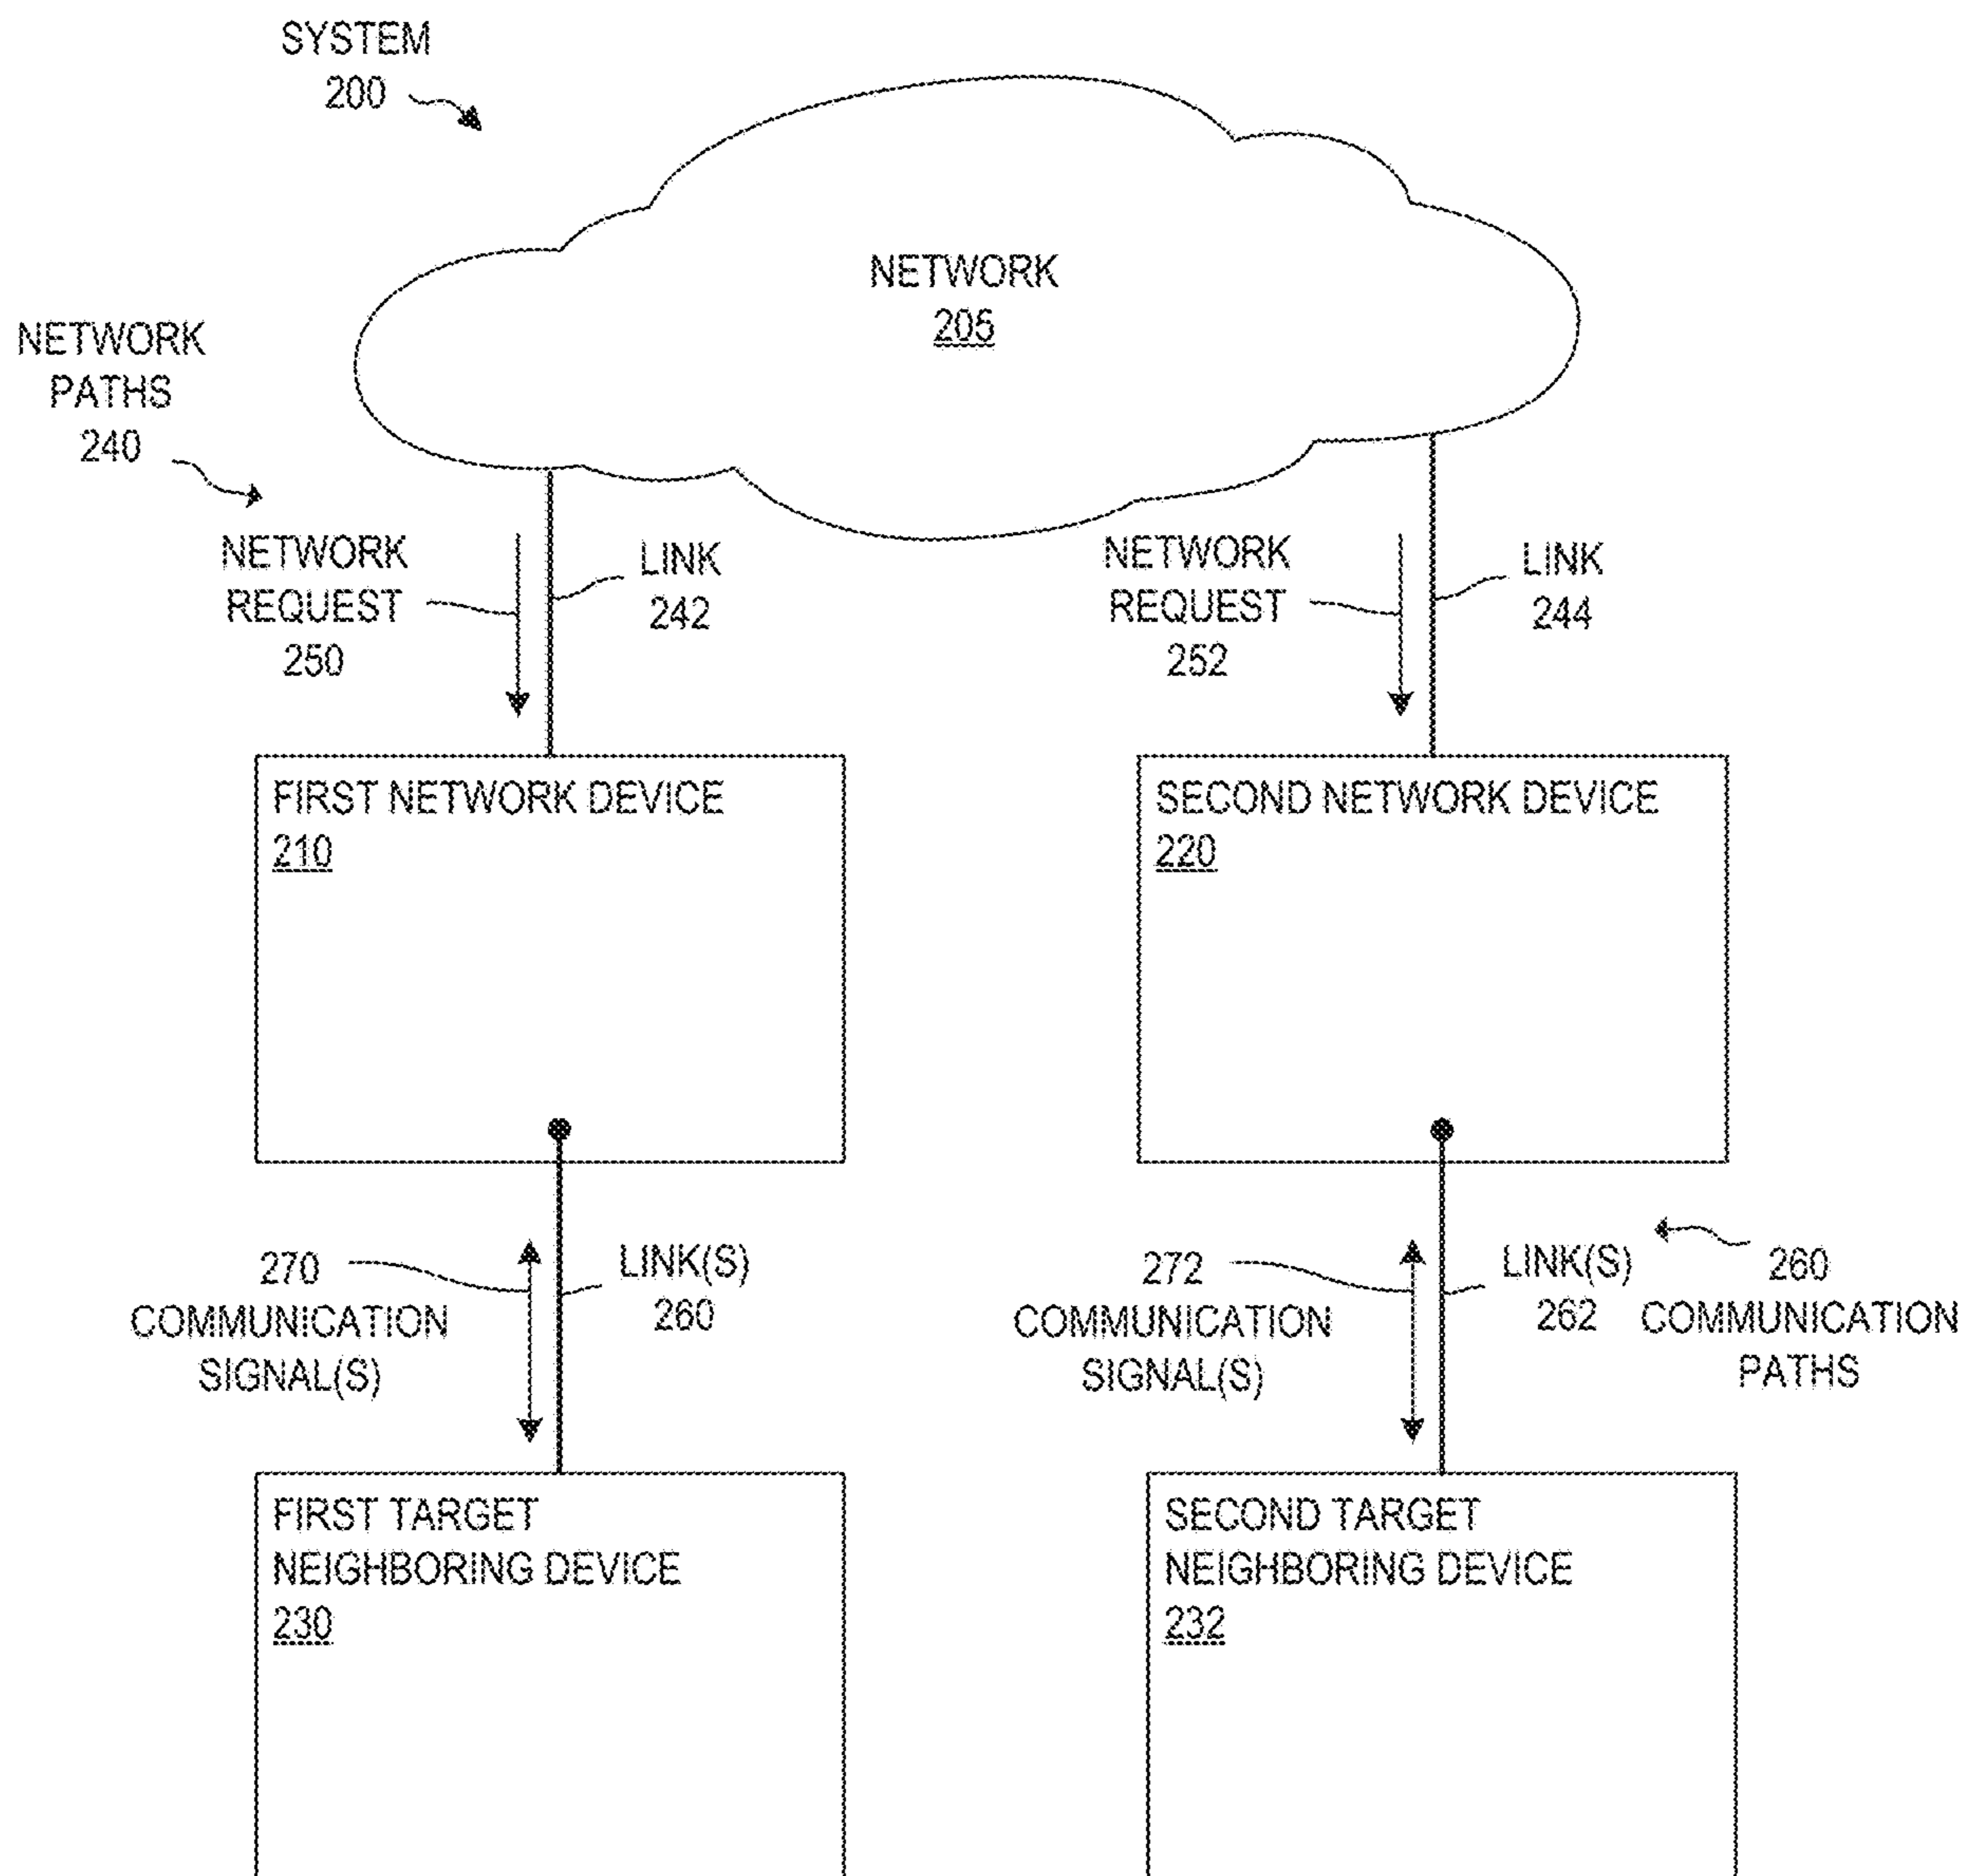 SYSTEM
200
NETWORK
205
NETWORK
PATHS
240
NETWORK
REQUEST
250
LINK
242
NETWORK
REQUEST
252
LINK
244
FIRST NETWORK DEVICE
210
SECOND NETWORK DEVICE
220
270
COMMUNICATION
SIGNAL(S)
LINK(S)
260
272
COMMUNICATION
SIGNAL(S)
LINK(S)
262
260
COMMUNICATION
PATHS
FIRST TARGET
NEIGHBORING DEVICE
230
SECOND TARGET
NEIGHBORING DEVICE
232